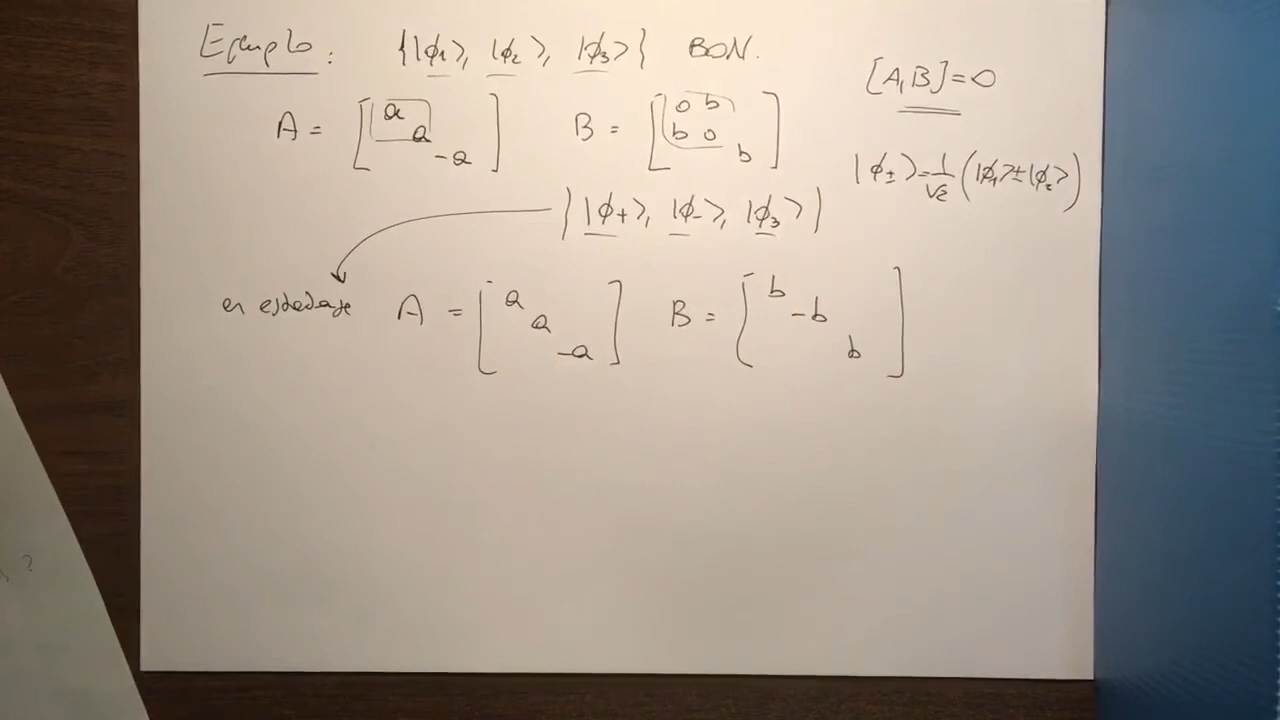 Ejemplo: {|ϕ₁>, |ϕ₂>, |ϕ₃>} BON.
[A,B]=0
A = [a a -a] B = [0 b b 0 b]
|ϕ±> = 1/√2 (|ϕ₁> ± |ϕ₂>)
{|ϕ+>, |ϕ->, |ϕ₃>}
en esta base A = [a a -a] B = [b -b b]
?